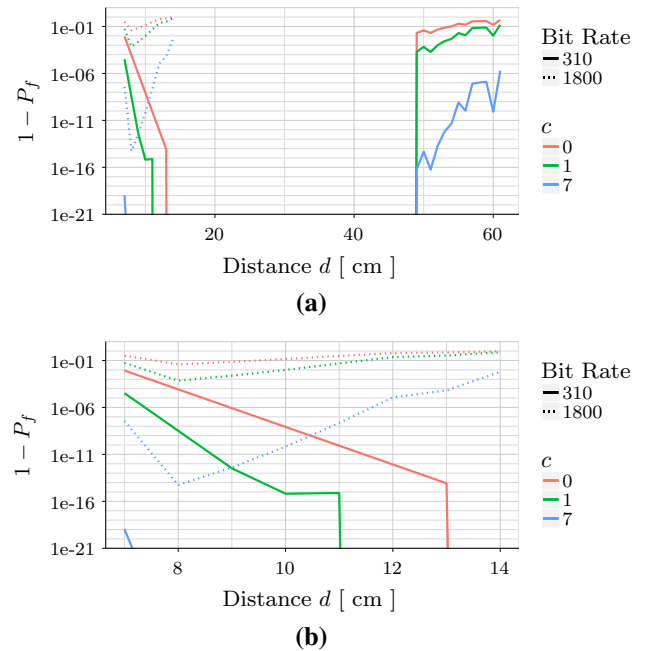 1e-01
1e-06
1e-11
1e-16
1e-21
1 − P_f
20
40
60
Distance d [ cm ]
Bit Rate
310
1800
c
0
1
7
(a)
1e-01
1e-06
1e-11
1e-16
1e-21
1 − P_f
8
10
12
14
Distance d [ cm ]
Bit Rate
310
1800
c
0
1
7
(b)